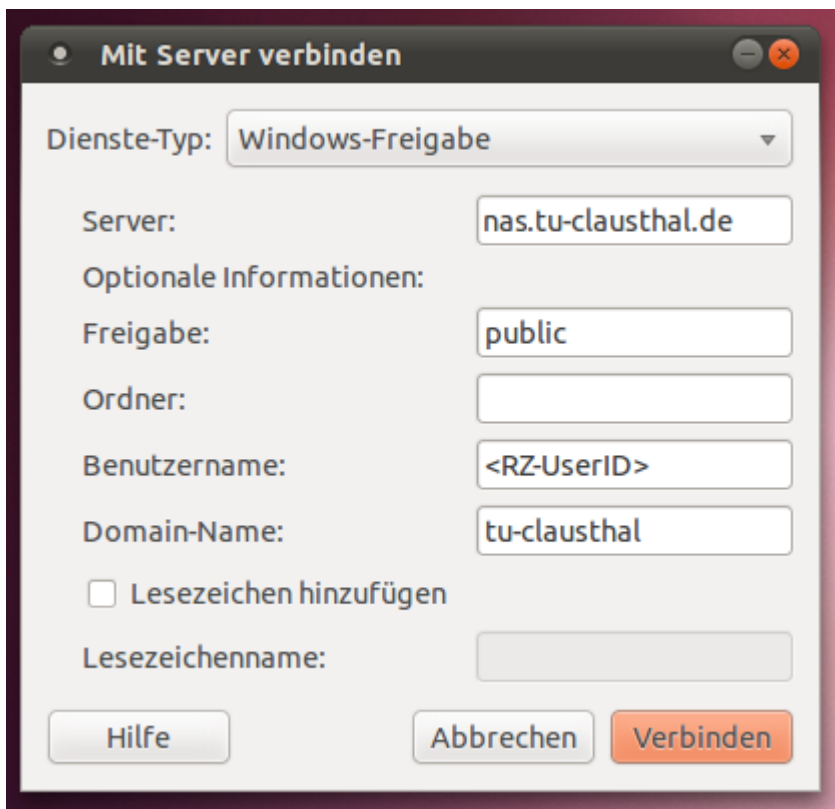 Mit Server verbinden
Dienste-Typ: Windows-Freigabe
Server: nas.tu-clausthal.de
Optionale Informationen:
Freigabe: public
Ordner:
Benutzername: <RZ-UserID>
Domain-Name: tu-clausthal
Lesezeichen hinzufügen
Lesezeichenname:
Hilfe Abbrechen Verbinden